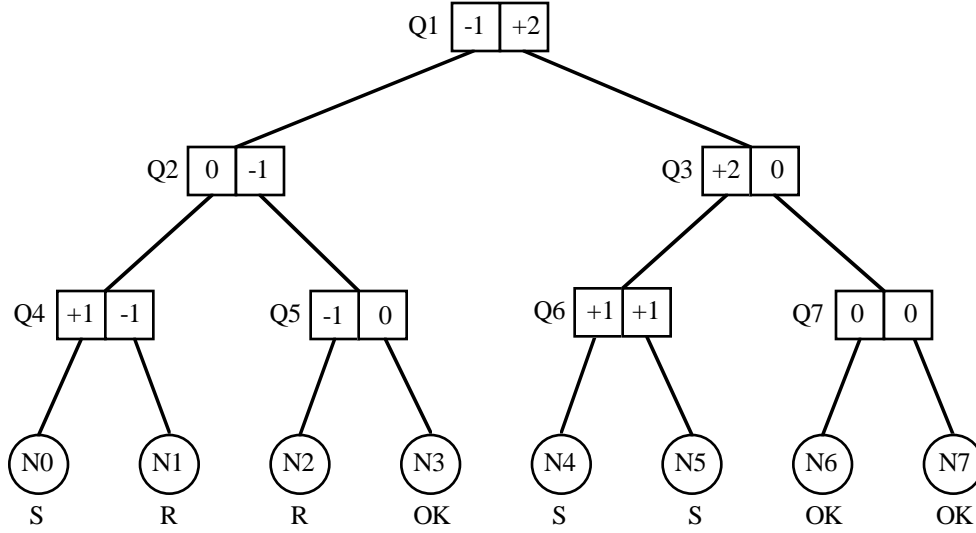 Q1 -1 +2
Q2 0 -1 Q3 +2 0
Q4 +1 -1 Q5 -1 0 Q6 +1 +1 Q7 0 0
N0 N1 N2 N3 N4 N5 N6 N7
S R R OK S S OK OK